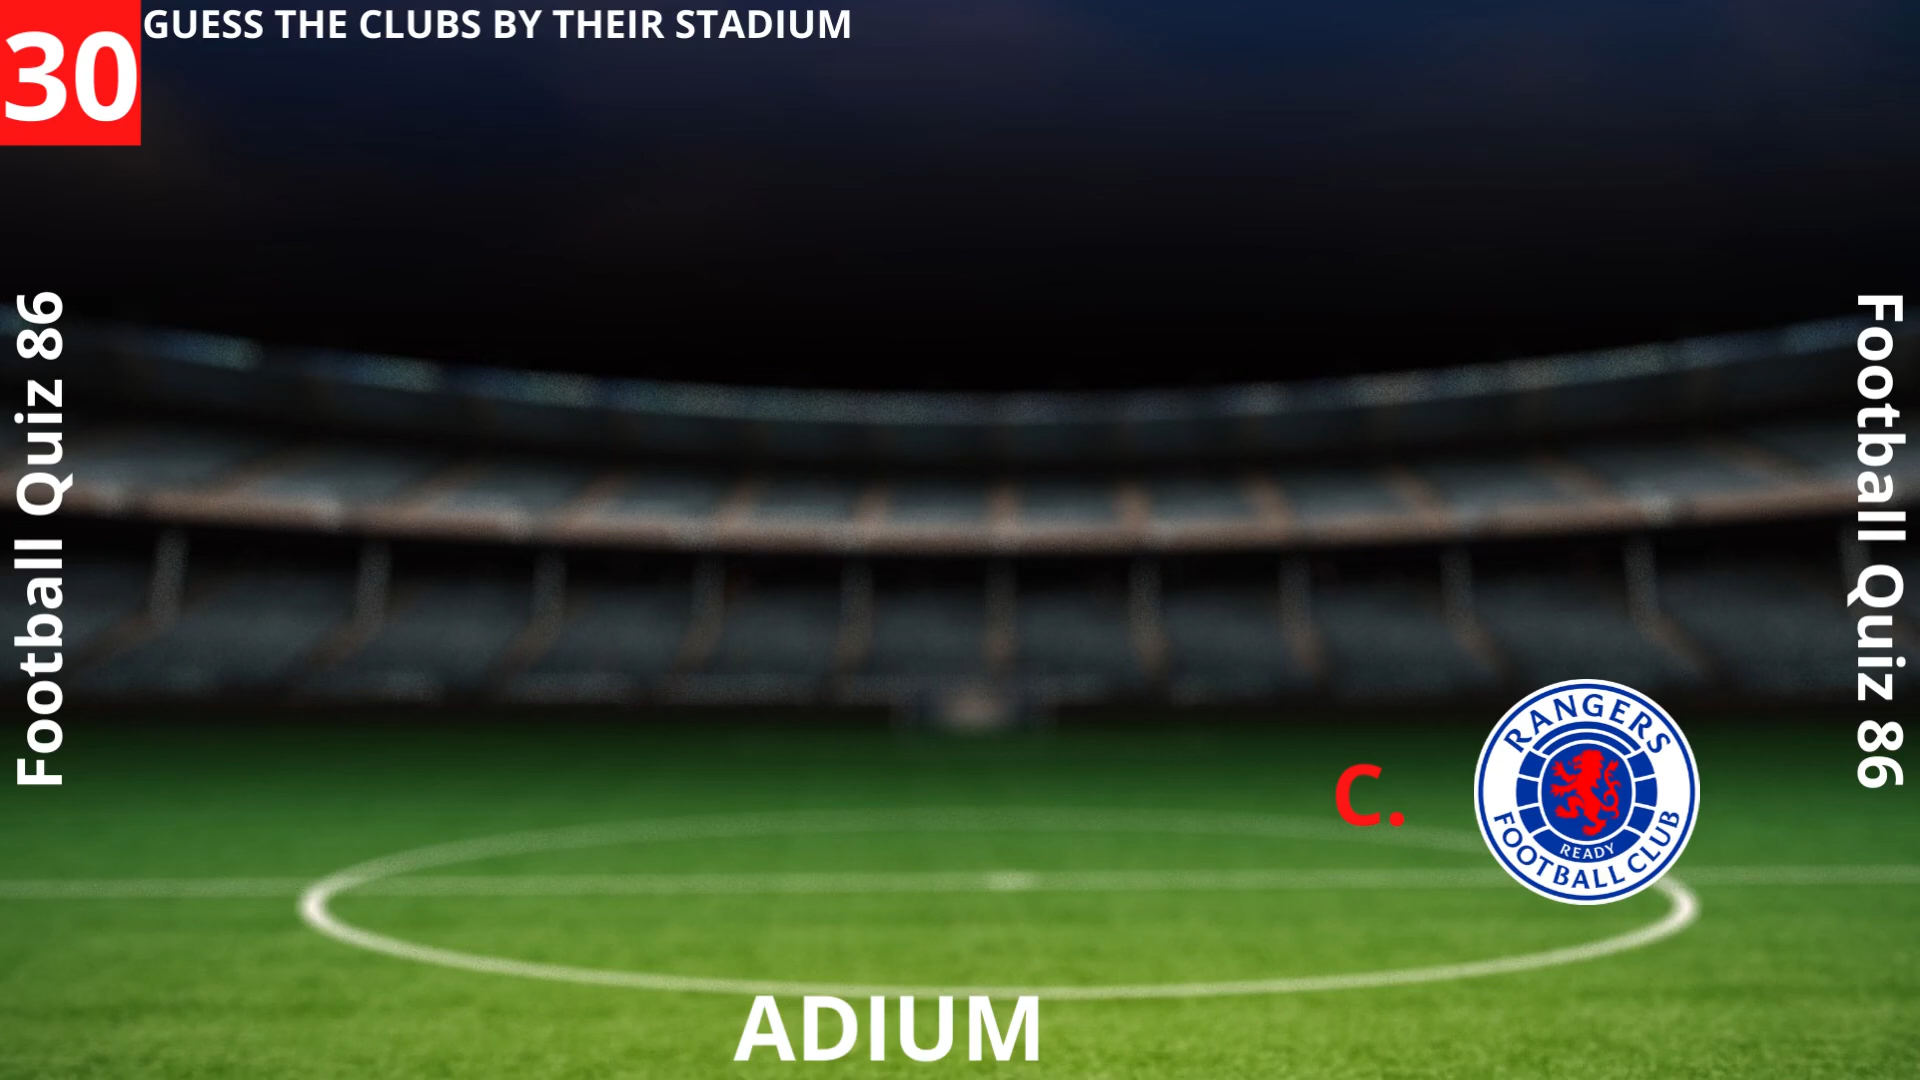 GUESS THE CLUBS BY THEIR STADIUM
30
Football Quiz 86
Football Quiz 86
C.
RANGERS
READY
FOOTBALL CLUB
ADIUM